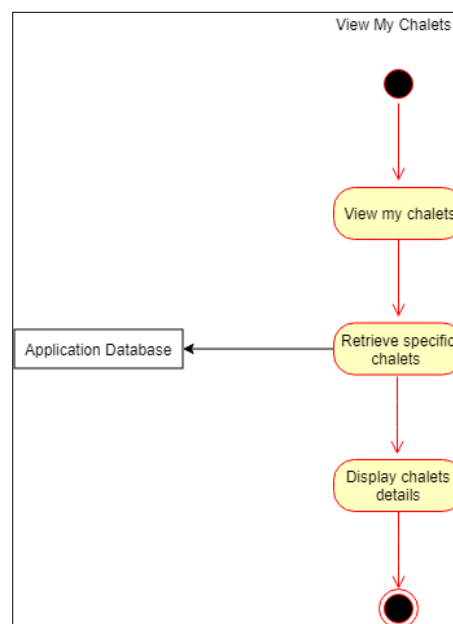 View My Chalets
View my chalets
Retrieve specific
chalets
Application Database
Display chalets
details